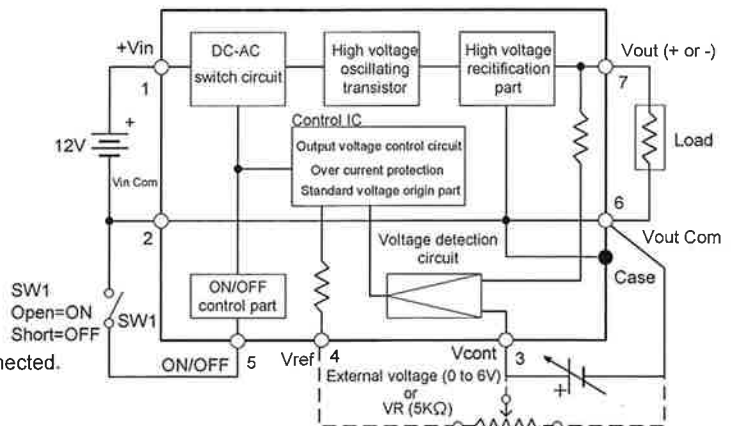 +Vin
1
DC-AC
switch circuit
High voltage
oscillating
transistor
High voltage
rectitification
part
Vout (+ or -)
7
Control IC
Output voltage control circuit
Over current protection
Standard voltage origin part
12V
+
Vin Com
2
Load
6
Vout Com
Voltage detection
circuit
Case
SW1
Open=ON
Short=OFF
SW1
ON/OFF
control part
nected.
ON/OFF
5
Vref
4
Vcont
3
External voltage (0 to 6V)
or
VR (5KΩ)
+